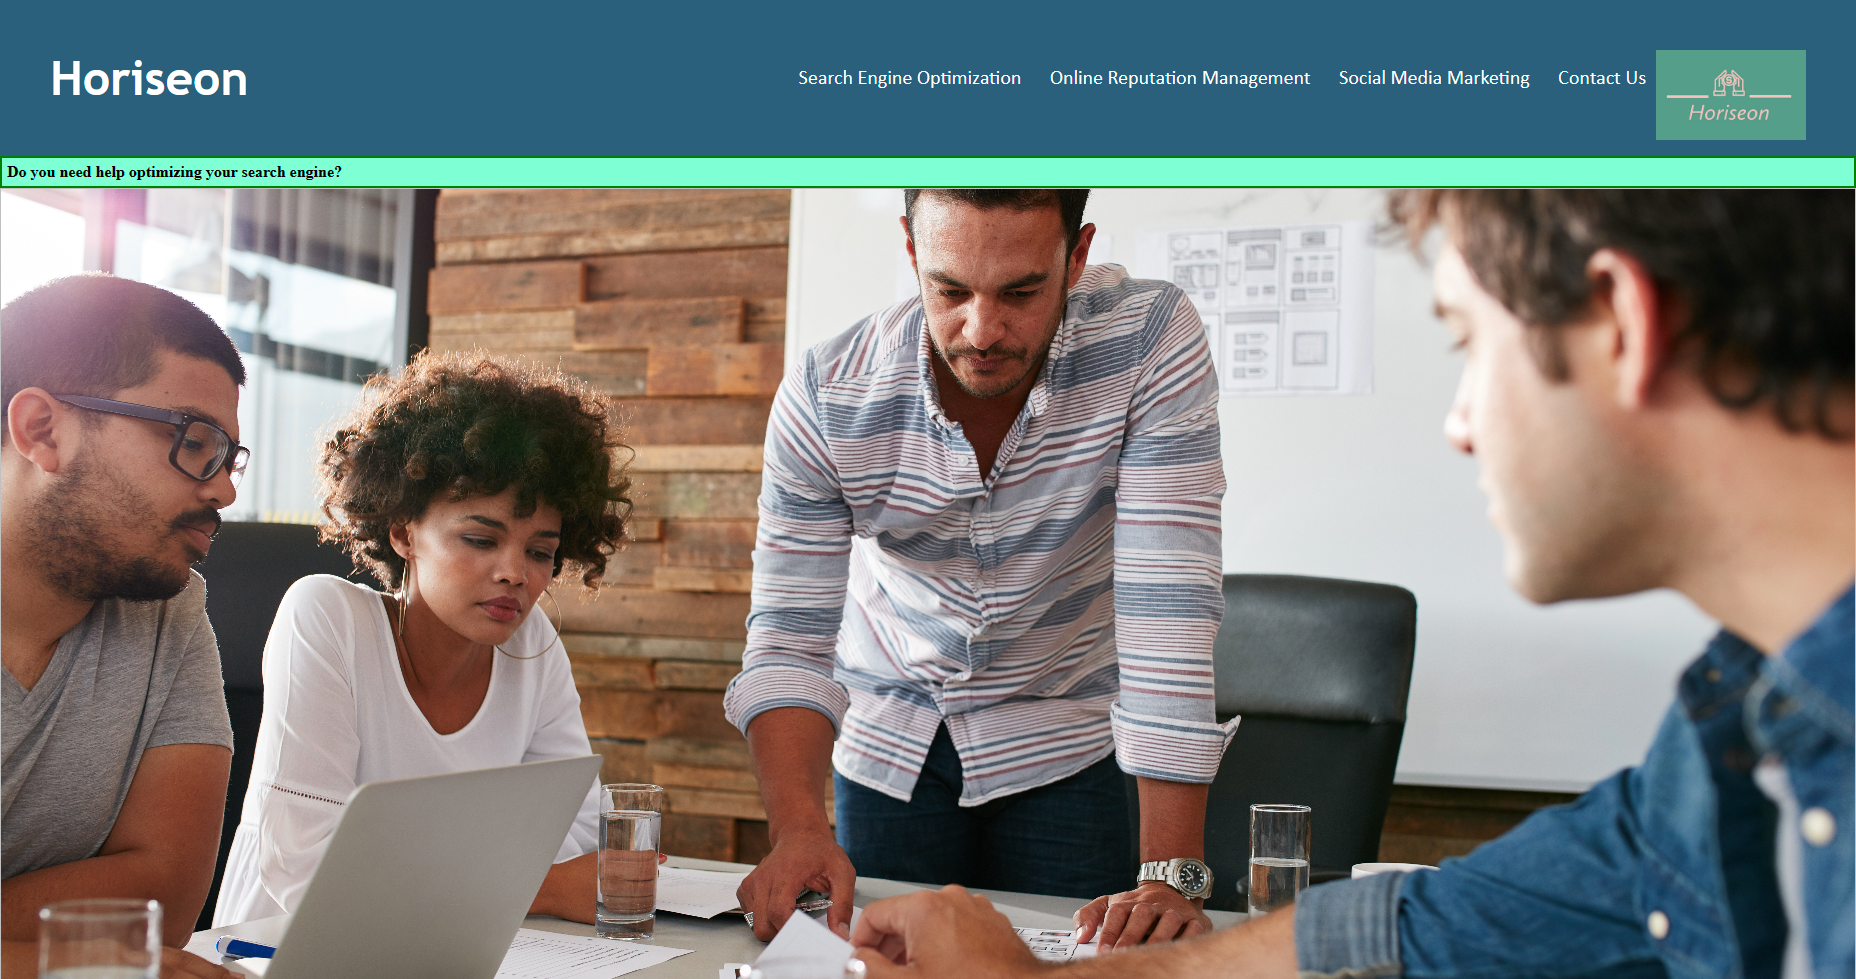 Horiseon
Search Engine Optimization Online Reputation Management Social Media Marketing Contact Us
Horiseon
Do you need help optimizing your search engine?